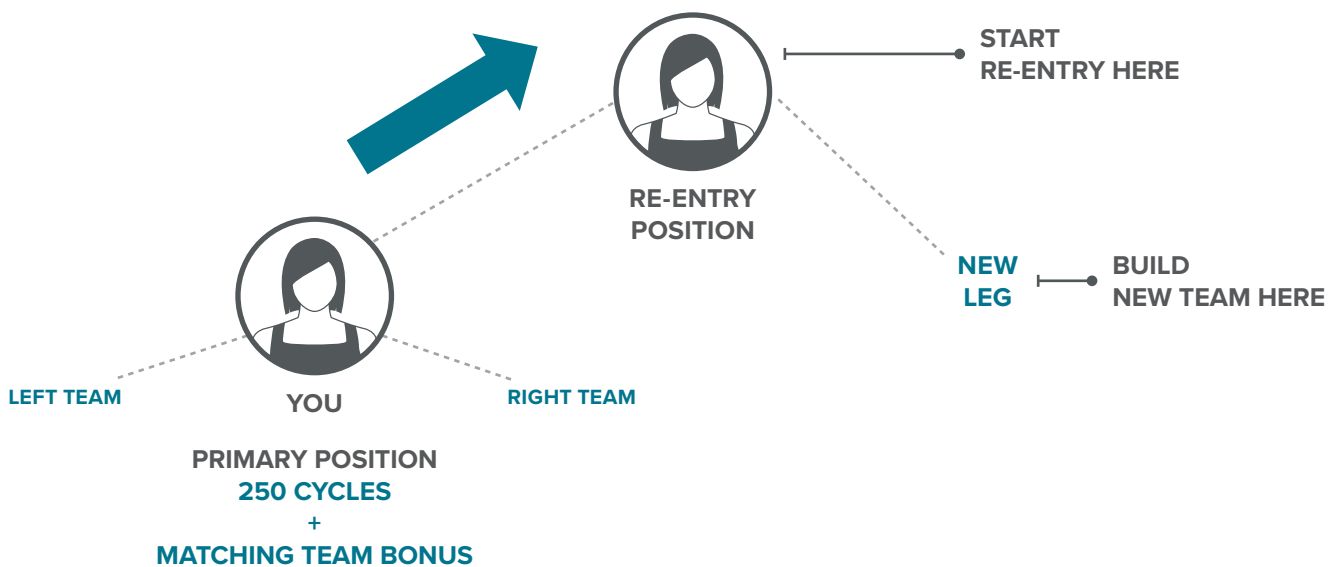 START
RE-ENTRY HERE
RE-ENTRY
POSITION
NEW
LEG
BUILD
NEW TEAM HERE
LEFT TEAM
YOU
RIGHT TEAM
PRIMARY POSITION
250 CYCLES
+
MATCHING TEAM BONUS